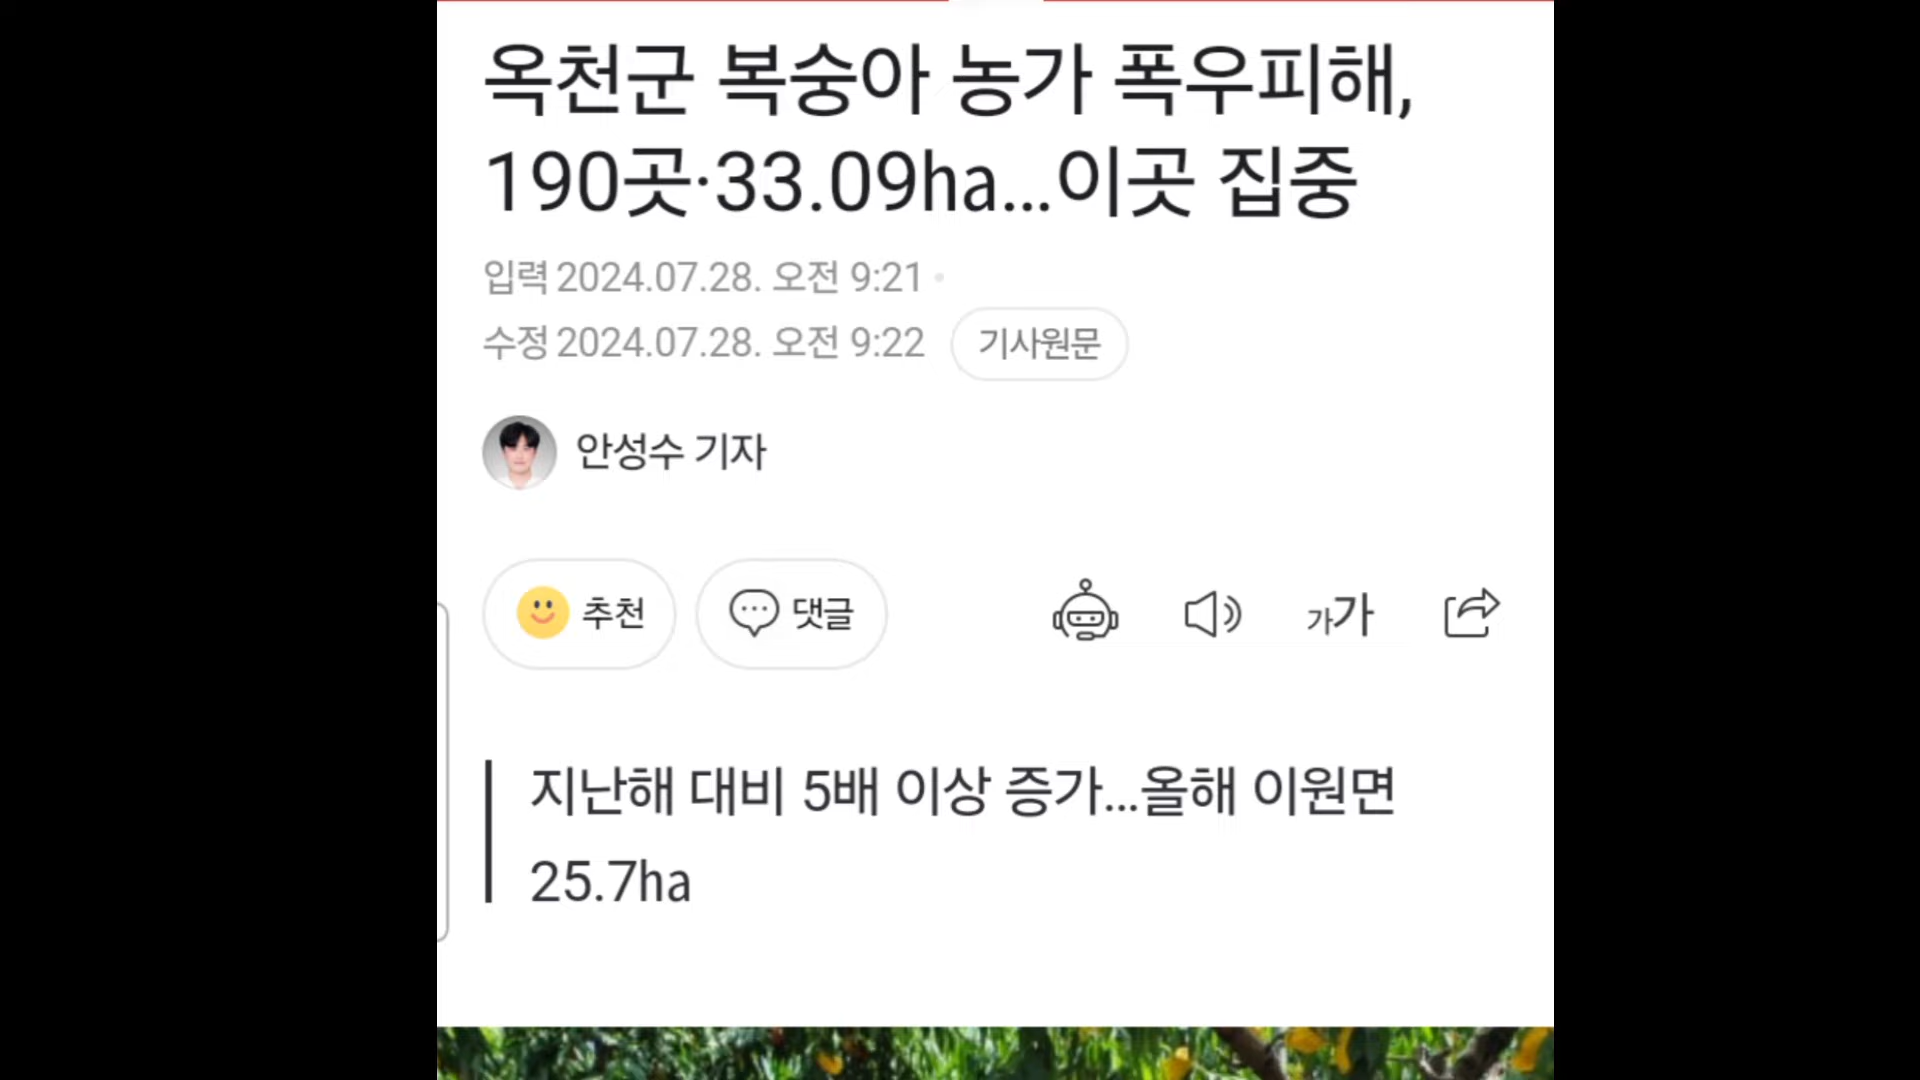 옥천군 복숭아 농가 폭우피해,
190곳·33.09ha…이곳 집중
입력 2024.07.28. 오전 9:21
수정 2024.07.28. 오전 9:22 기사원문
안성수 기자
추천 댓글 가가
지난해 대비 5배 이상 증가…올해 이원면
25.7ha